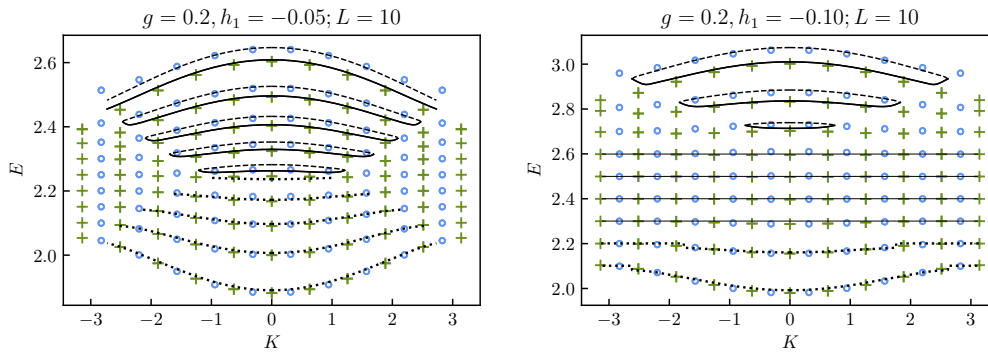 g = 0.2, h₁ = −0.05; L = 10
2.6
2.4
2.2
2.0
E
−3 −2 −1 0 1 2 3
K
g = 0.2, h₁ = −0.10; L = 10
3.0
2.8
2.6
2.4
2.2
2.0
E
−3 −2 −1 0 1 2 3
K